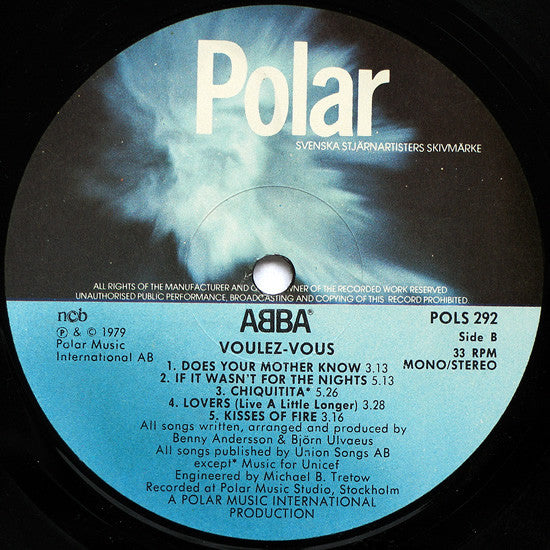 Polar
SVENSKA STJÄRNARTISTERS SKIVMÄRKE
ALL RIGHTS OF THE MANUFACTURER AND OWNER OF THE RECORDED WORK RESERVED
UNAUTHORISED PUBLIC PERFORMANCE, BROADCASTING AND COPYING OF THIS RECORD PROHIBITED.
ncb
Ⓟ & © 1979
Polar Music
International AB
ABBA®
VOULEZ-VOUS
POLS 292
Side B
33 RPM
MONO/STEREO
1. DOES YOUR MOTHER KNOW 3.13
2. IF IT WASN'T FOR THE NIGHTS 5.13
3. CHIQUITITA* 5.26
4. LOVERS (Live A Little Longer) 3.28
5. KISSES OF FIRE 3.16
All songs written, arranged and produced by
Benny Andersson & Björn Ulvaeus
All songs published by Union Songs AB
except* Music for Unicef
Engineered by Michael B. Tretow
Recorded at Polar Music Studio, Stockholm
A POLAR MUSIC INTERNATIONAL
PRODUCTION